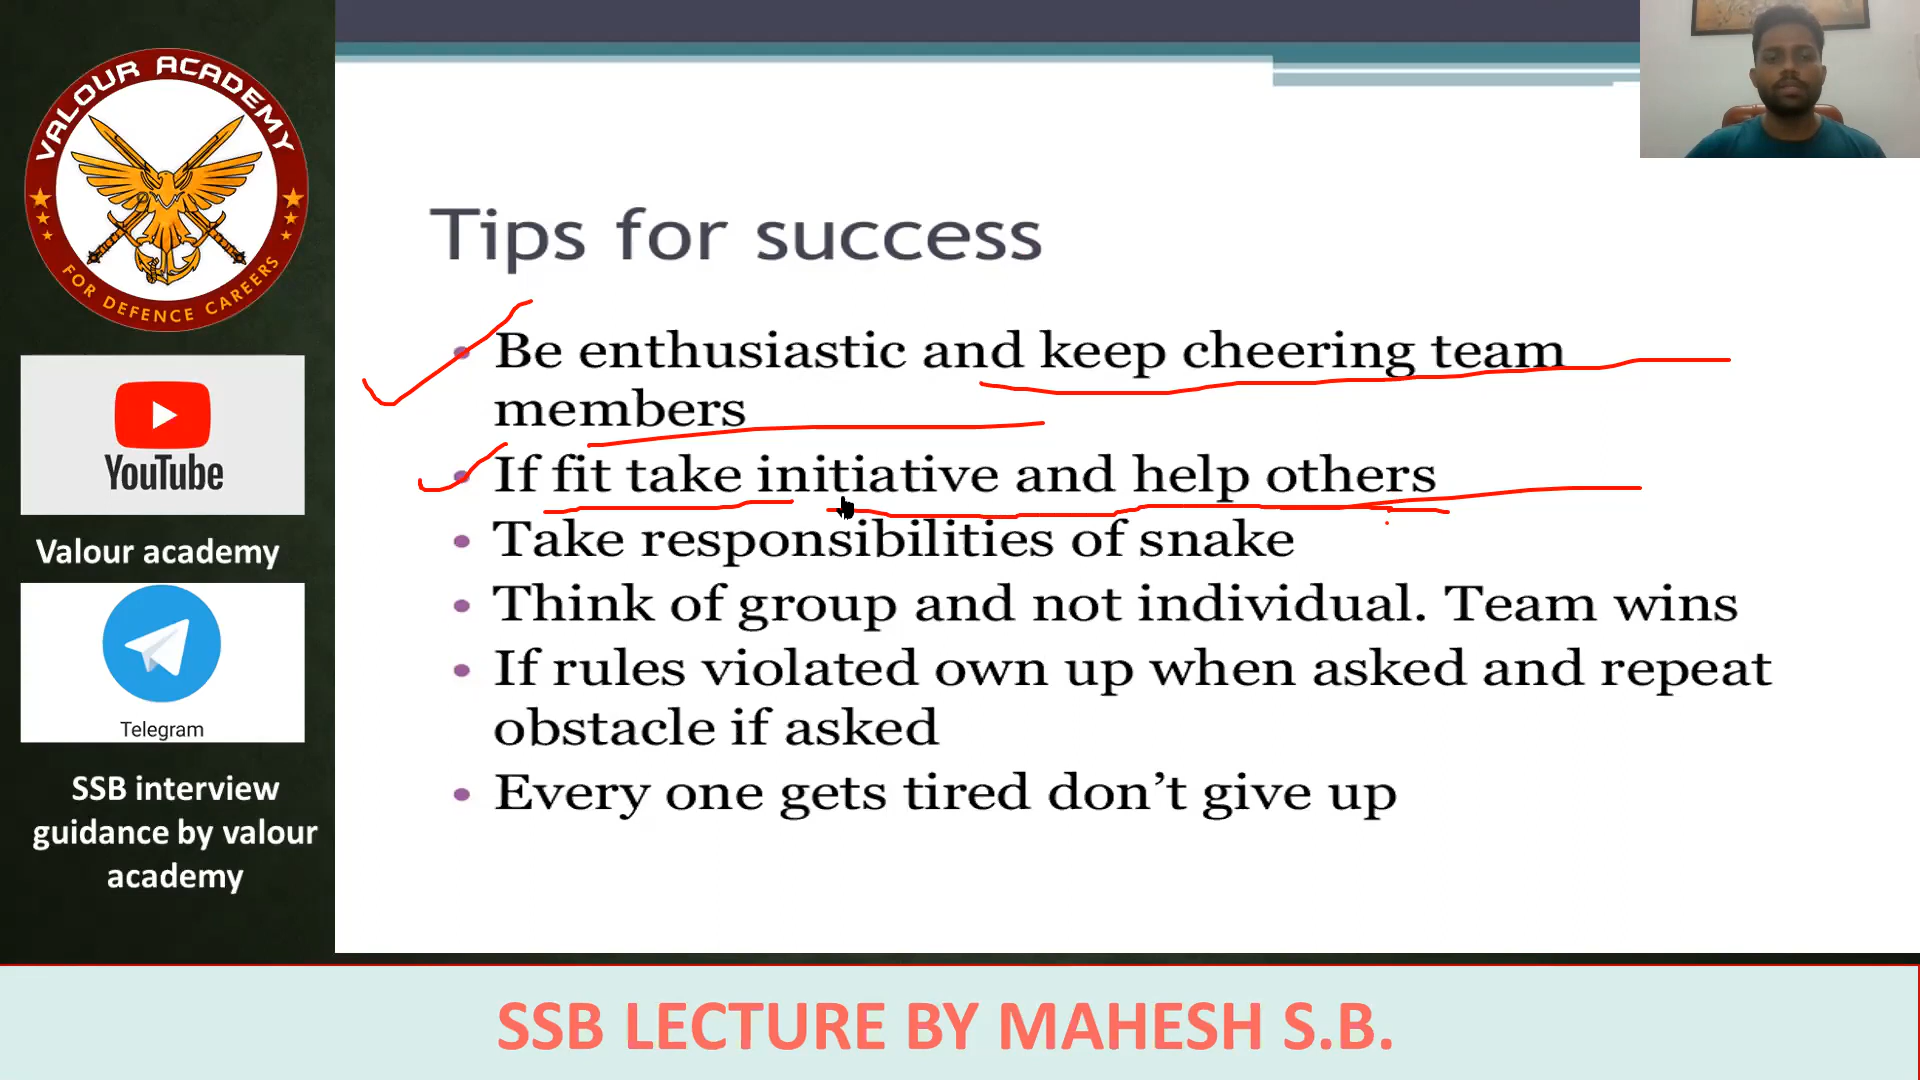 VALOUR ACADEMY
FOR DEFENCE CAREERS
YouTube
Valour academy
Telegram
SSB interview
guidance by valour
academy
Tips for success
• Be enthusiastic and keep cheering team
members
• If fit take initiative and help others
• Take responsibilities of snake
• Think of group and not individual. Team wins
• If rules violated own up when asked and repeat
obstacle if asked
• Every one gets tired don’t give up
SSB LECTURE BY MAHESH S.B.